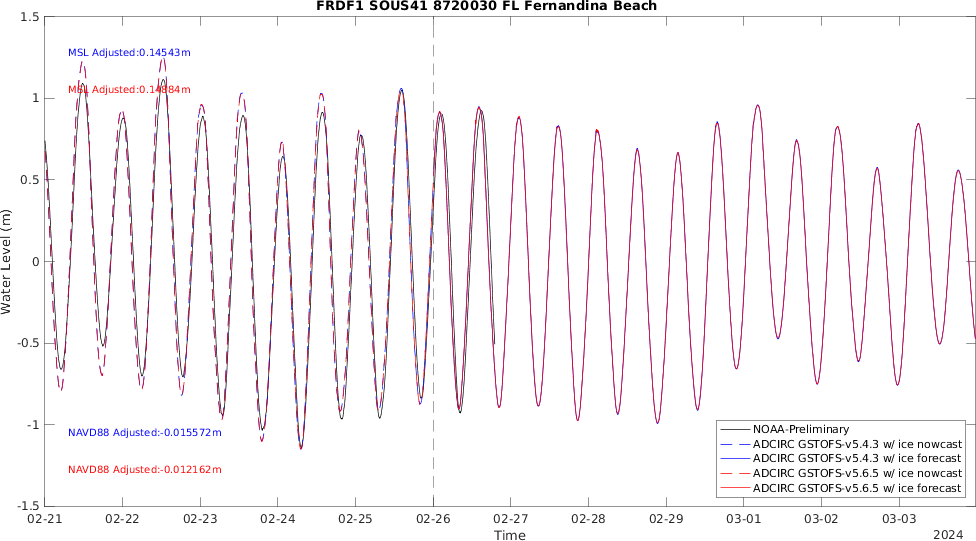 FRDF1 SOUS41 8720030 FL Fernandina Beach
1.5
1
0.5
0
-0.5
-1
-1.5
Water Level (m)
MSL Adjusted:0.14543m
MSL Adjusted:0.14884m
NAVD88 Adjusted:-0.015572m
NAVD88 Adjusted:-0.012162m
NOAA-Preliminary
ADCIRC GSTOFS-v5.4.3 w/ ice nowcast
ADCIRC GSTOFS-v5.4.3 w/ ice forecast
ADCIRC GSTOFS-v5.6.5 w/ ice nowcast
ADCIRC GSTOFS-v5.6.5 w/ ice forecast
02-21 02-22 02-23 02-24 02-25 02-26 02-27 02-28 02-29 03-01 03-02 03-03
Time
2024